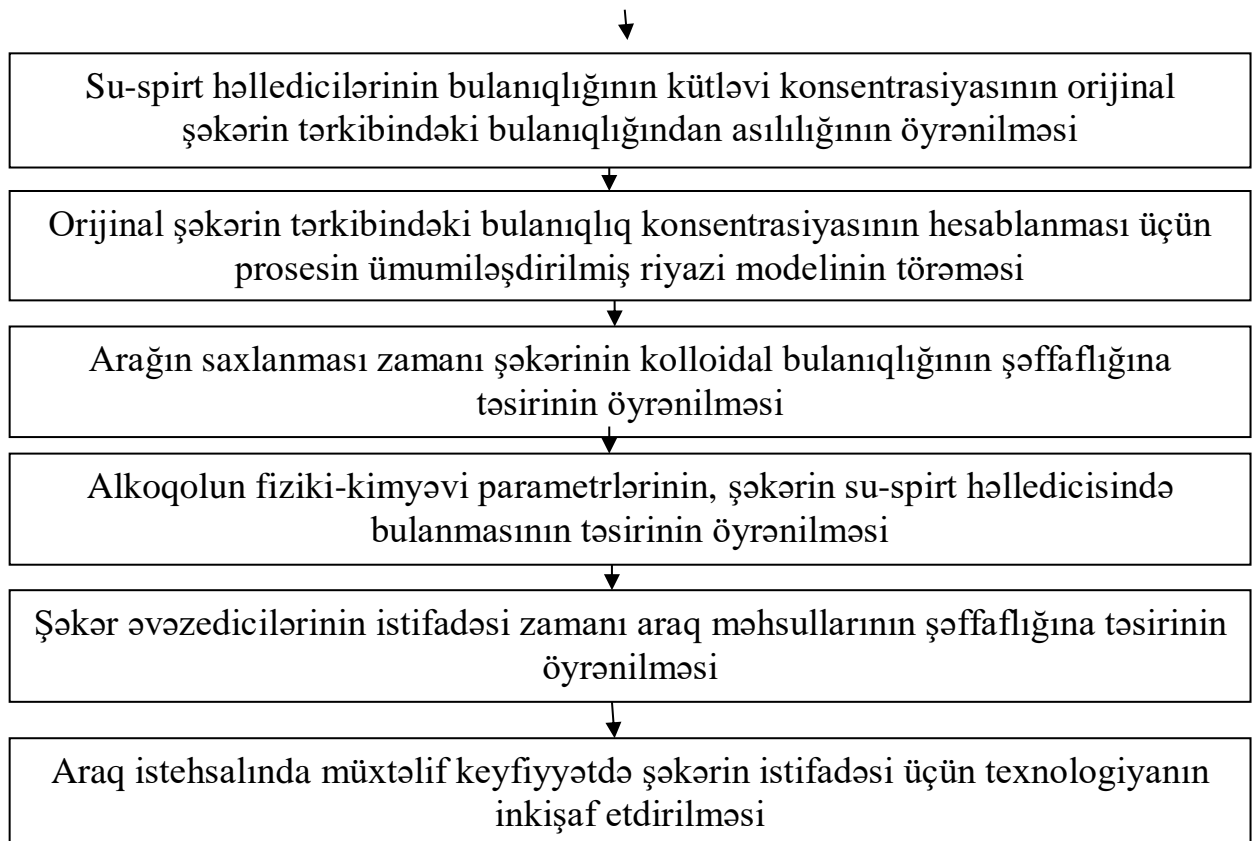 Su-spirt həlledicilərinin bulanıqlığının kütləvi konsentrasiyasının orijinal
şəkərin tərkibindəki bulanıqlığından asılılığının öyrənilməsi
Orijinal şəkərin tərkibindəki bulanıqlıq konsentrasiyasının hesablanması üçün
prosesin ümumiləşdirilmiş riyazi modelinin törəməsi
Arağın saxlanması zamanı şəkərinin kolloidal bulanıqlığının şəffaflığına
təsirinin öyrənilməsi
Alkoqolun fiziki-kimyəvi parametrlərinin, şəkərin su-spirt həlledicisində
bulanmasının təsirinin öyrənilməsi
Şəkər əvəzedicilərinin istifadəsi zamanı araq məhsullarının şəffaflığına təsirinin
öyrənilməsi
Araq istehsalında müxtəlif keyfiyyətdə şəkərin istifadəsi üçün texnologiyanın
inkişaf etdirilməsi